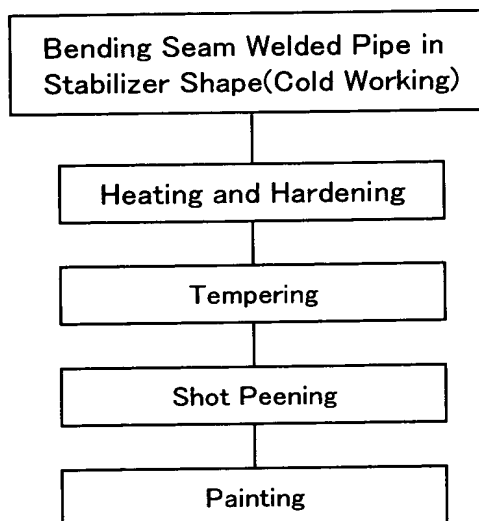 Bending Seam Welded Pipe in
Stabilizer Shape(Cold Working)
Heating and Hardening
Tempering
Shot Peening
Painting